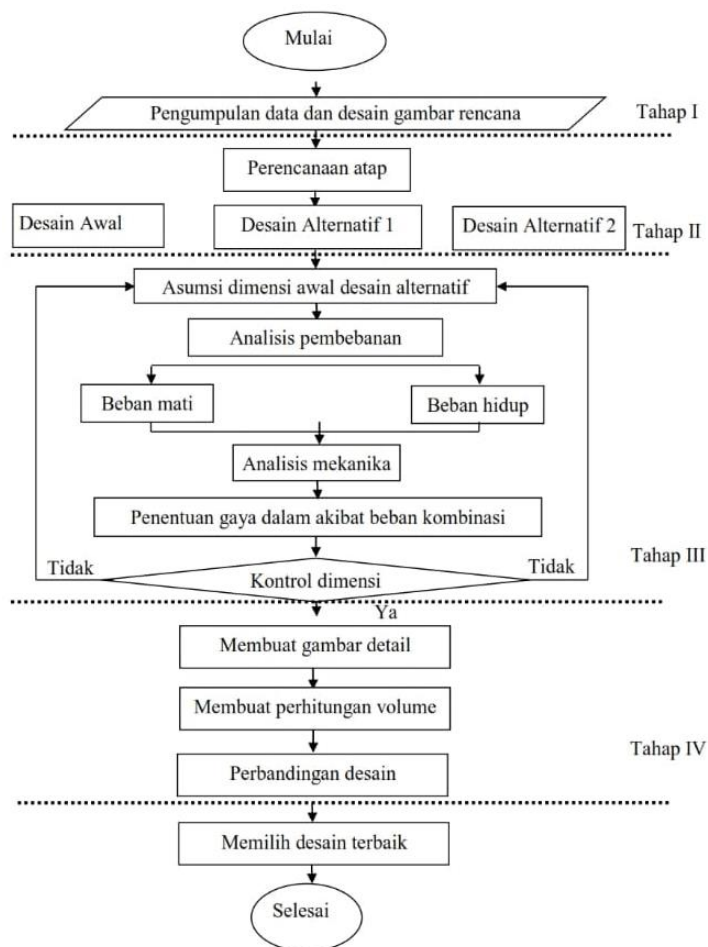 Mulai
Pengumpulan data dan desain gambar rencana
Tahap I
Perencanaan atap
Desain Awal
Desain Alternatif 1
Desain Alternatif 2
Tahap II
Asumsi dimensi awal desain alternatif
Analisis pembebanan
Beban mati
Beban hidup
Analisis mekanika
Penentuan gaya dalam akibat beban kombinasi
Tidak
Kontrol dimensi
Tidak
Tahap III
Ya
Membuat gambar detail
Membuat perhitungan volume
Tahap IV
Perbandingan desain
Memilih desain terbaik
Selesai